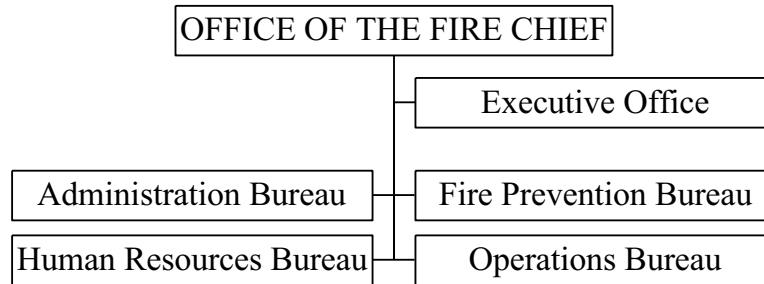 OFFICE OF THE FIRE CHIEF
Executive Office
Administration Bureau
Fire Prevention Bureau
Human Resources Bureau
Operations Bureau